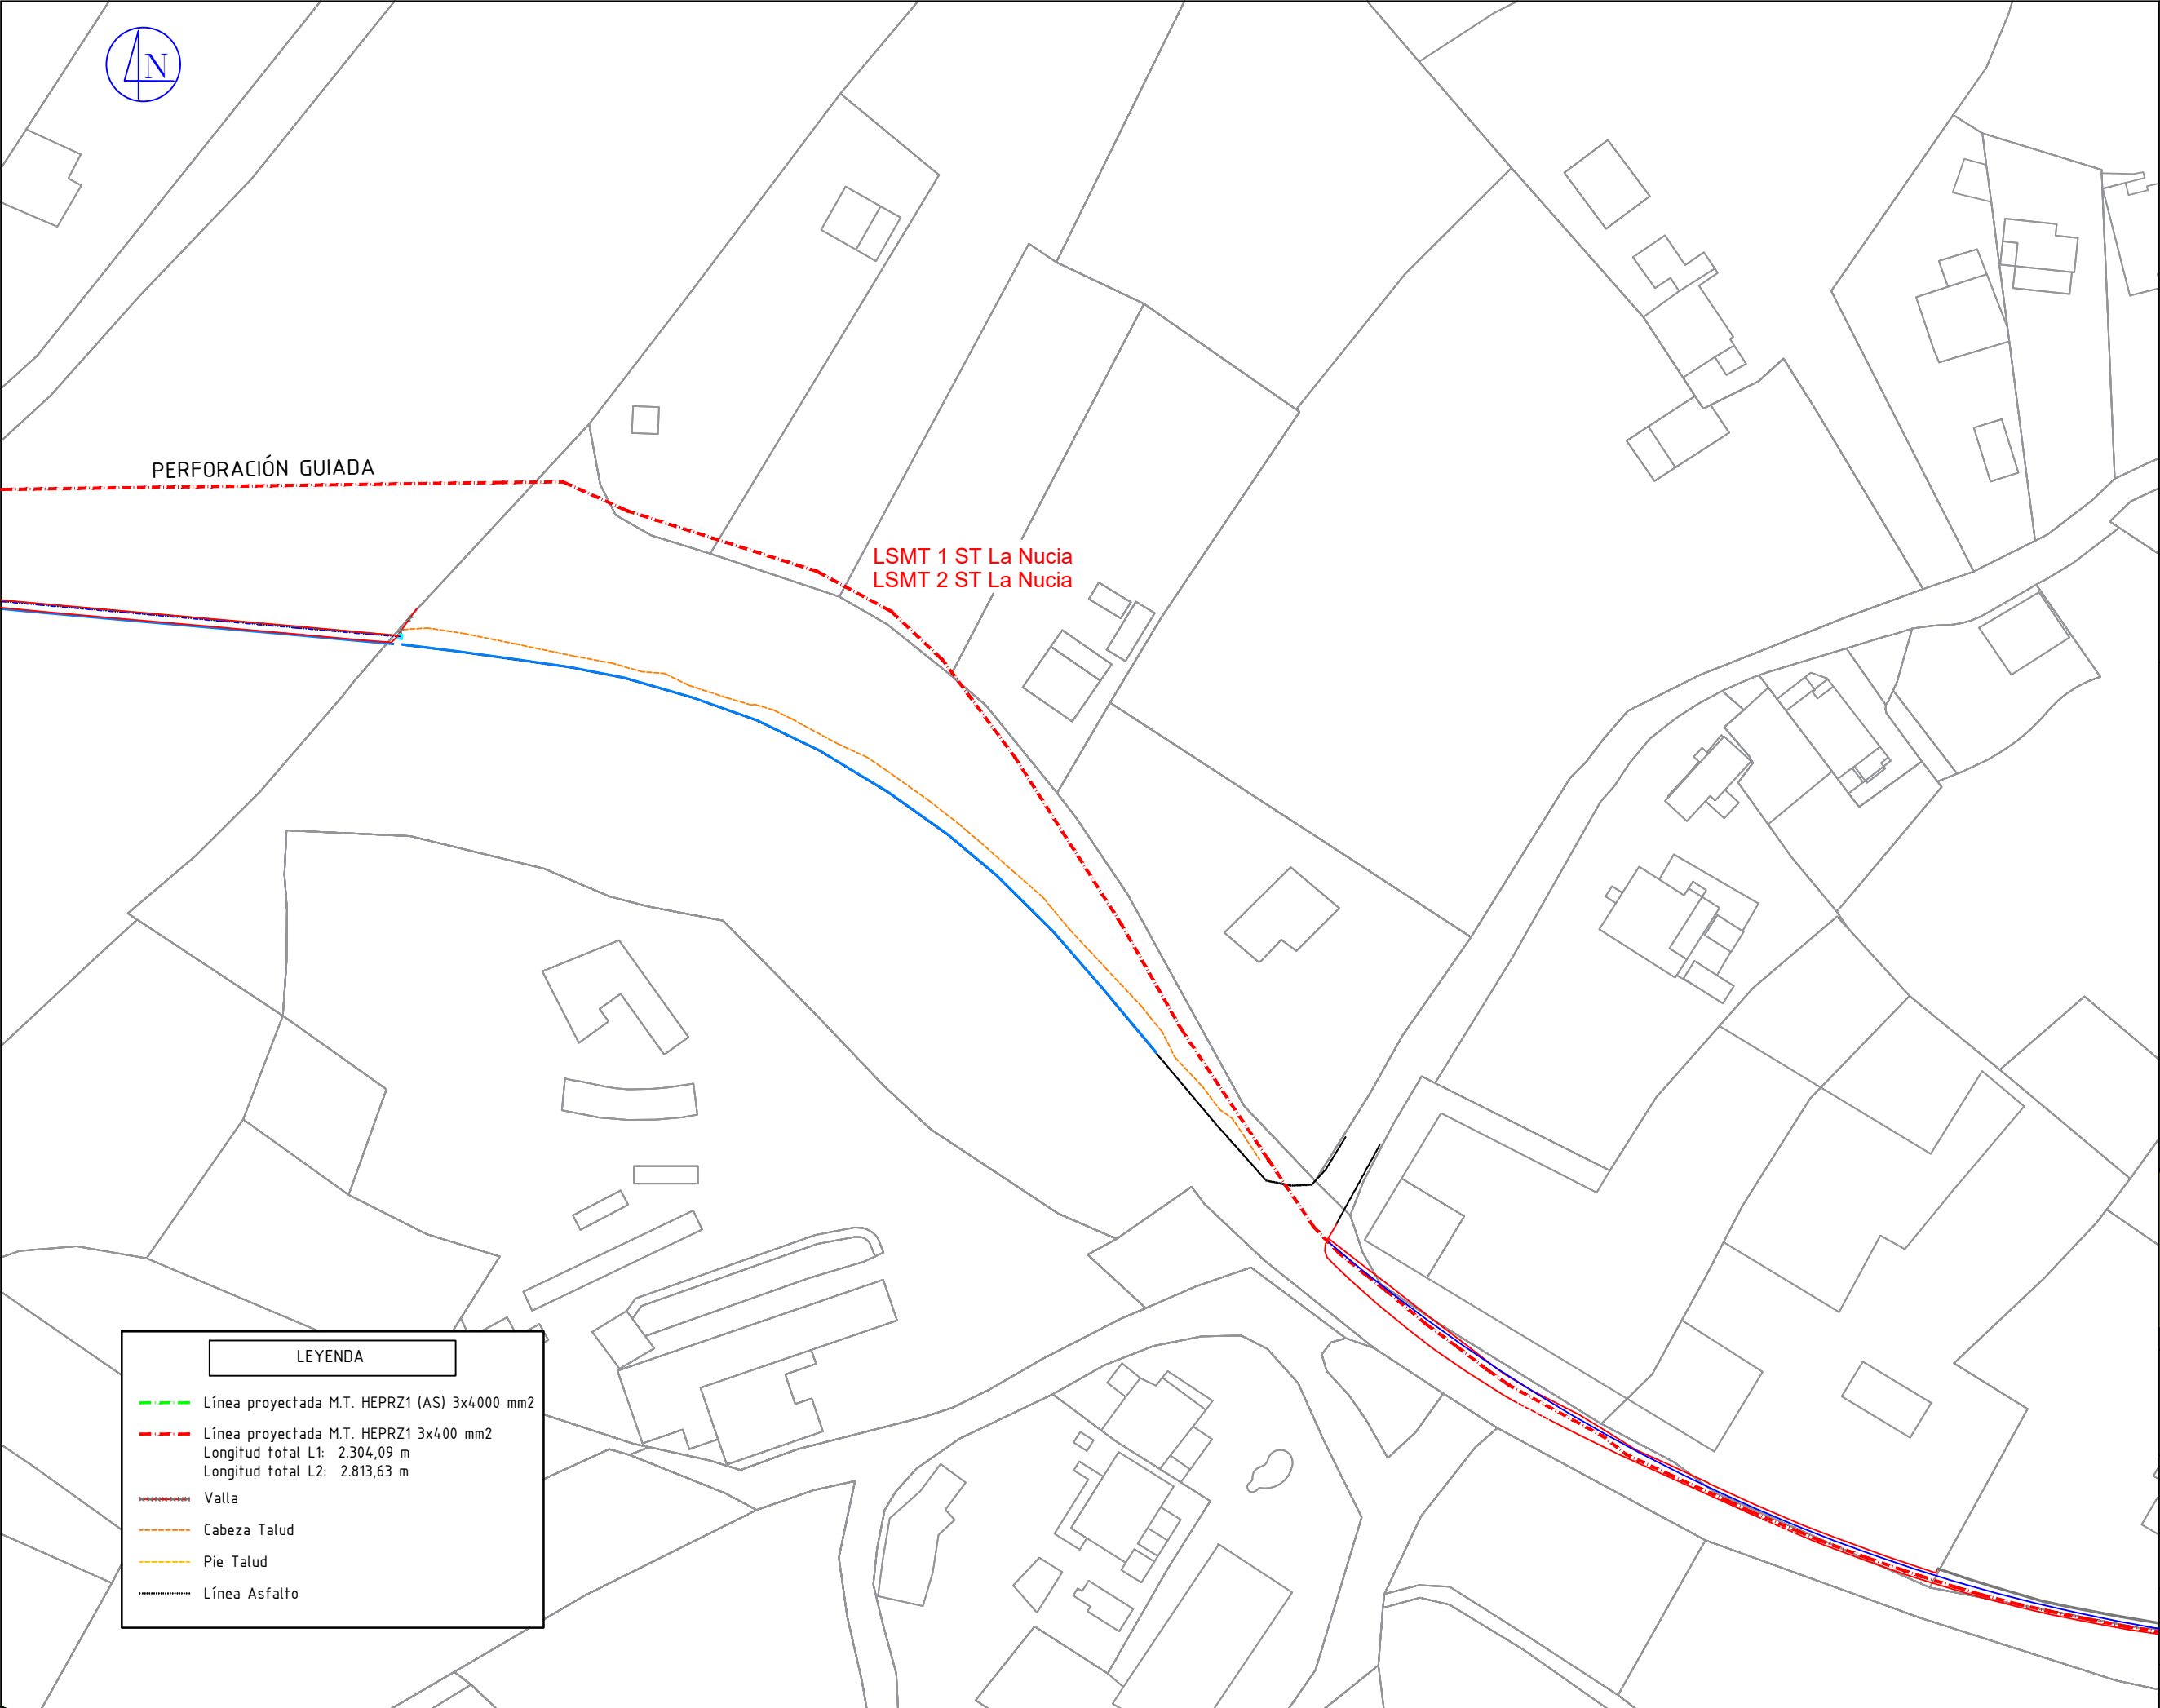 N
PERFORACIÓN GUIADA
LSMT 1 ST La Nucia
LSMT 2 ST La Nucia
LEYENDA
Línea proyectada M.T. HEPRZ1 (AS) 3x4000 mm2
Línea proyectada M.T. HEPRZ1 3x400 mm2
Longitud total L1: 2.304,09 m
Longitud total L2: 2.813,63 m
Valla
Cabeza Talud
Pie Talud
Línea Asfalto